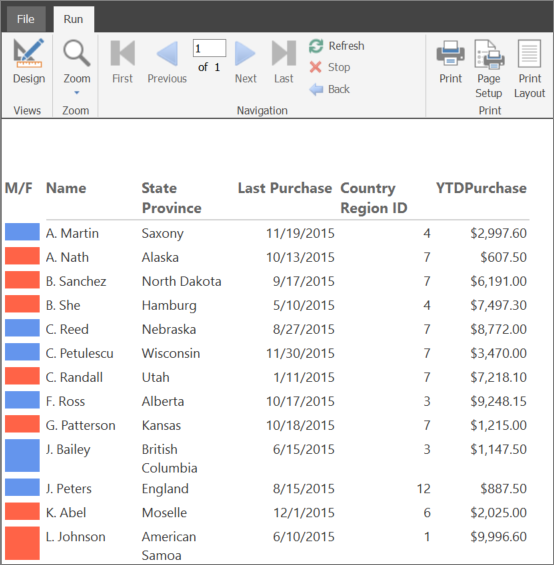 File Run
Design
Views
Zoom
Zoom
First
Previous
1
of 1
Next
Last
Refresh
Stop
Back
Navigation
Print
Page
Setup
Print
Layout
Print
M/F Name State Province Last Purchase Country Region ID YTDPurchase
A. Martin Saxony 11/19/2015 4 $2,997.60
A. Nath Alaska 10/13/2015 7 $607.50
B. Sanchez North Dakota 9/17/2015 7 $6,191.00
B. She Hamburg 5/10/2015 4 $7,497.30
C. Reed Nebraska 8/27/2015 7 $8,772.00
C. Petulescu Wisconsin 11/30/2015 7 $3,470.00
C. Randall Utah 1/11/2015 7 $7,218.10
F. Ross Alberta 10/17/2015 3 $9,248.15
G. Patterson Kansas 10/18/2015 7 $1,215.00
J. Bailey British Columbia 6/15/2015 3 $1,147.50
J. Peters England 8/15/2015 12 $887.50
K. Abel Moselle 12/1/2015 6 $2,025.00
L. Johnson American Samoa 6/10/2015 1 $9,996.60